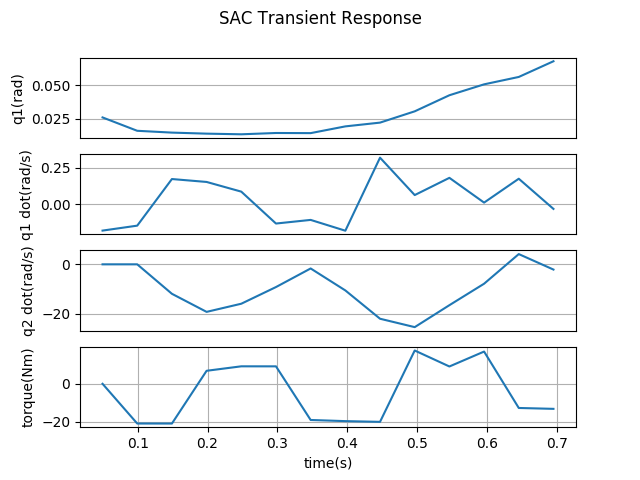 SAC Transient Response
q1(rad)
0.050
0.025
q1 dot(rad/s)
0.25
0.00
q2 dot(rad/s)
0
−20
torque(Nm)
0
−20
0.1 0.2 0.3 0.4 0.5 0.6 0.7
time(s)